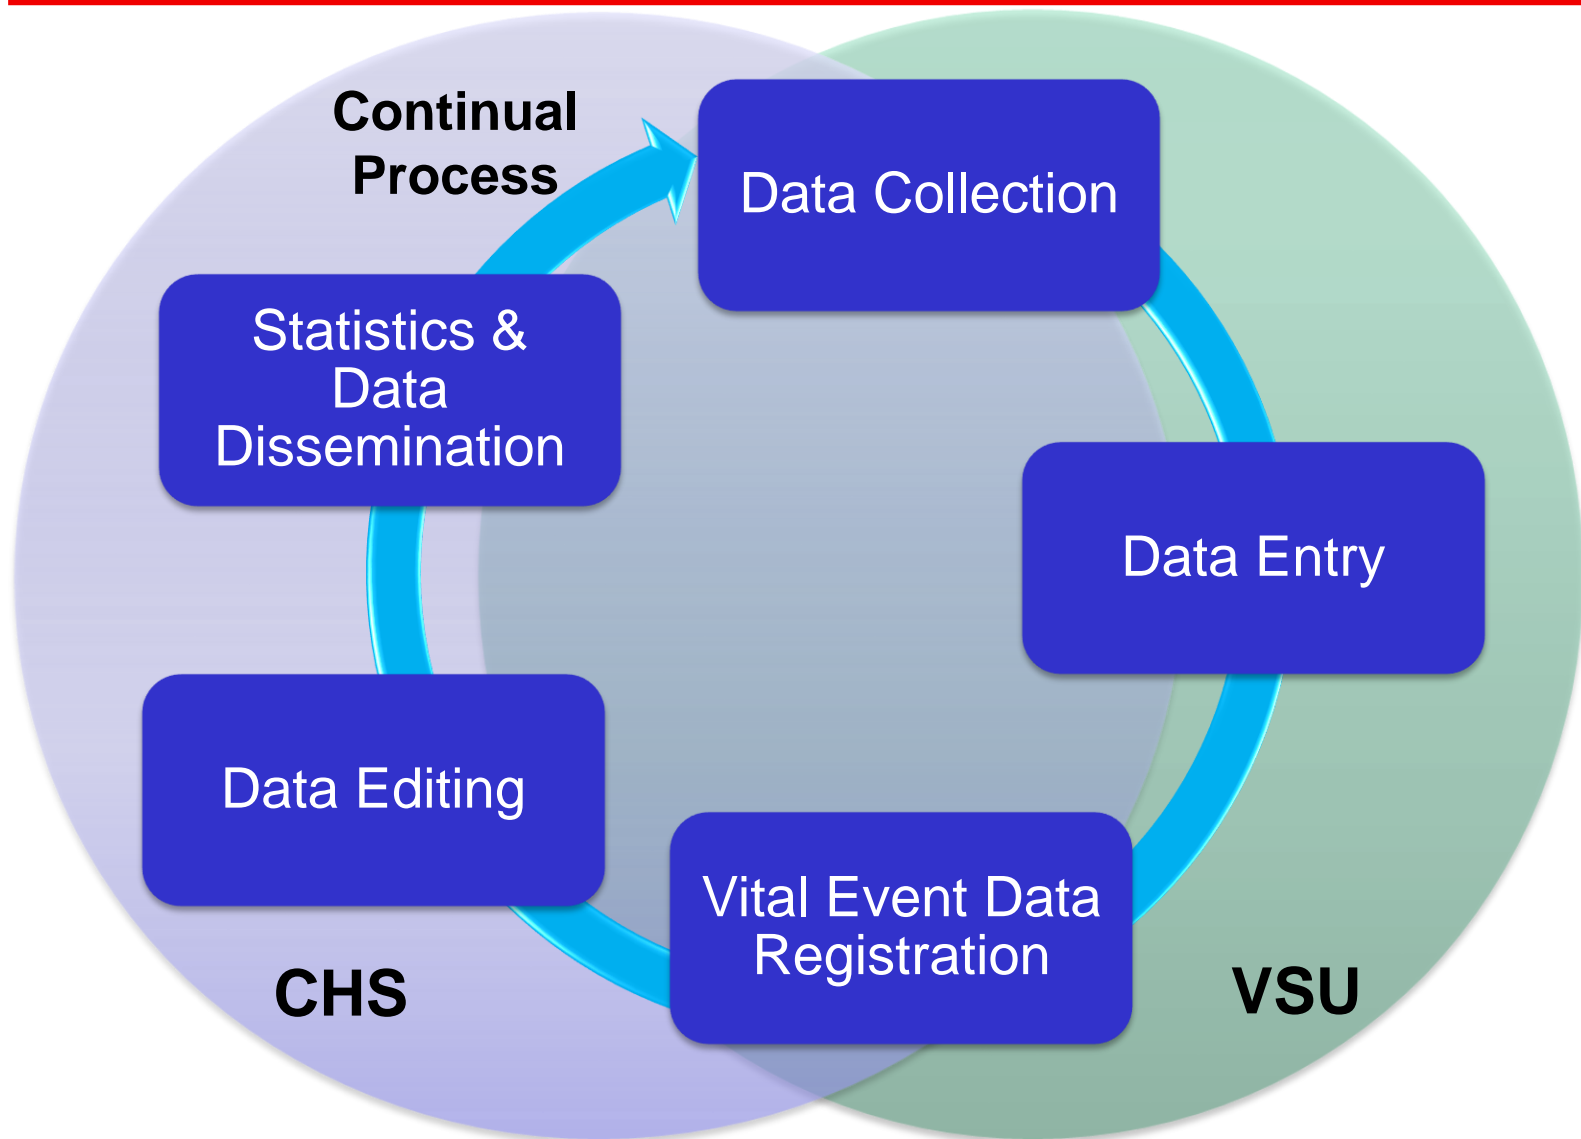 Continual
Process
Data Collection
Statistics &
Data
Dissemination
Data Entry
Data Editing
Vital Event Data
Registration
CHS
VSU